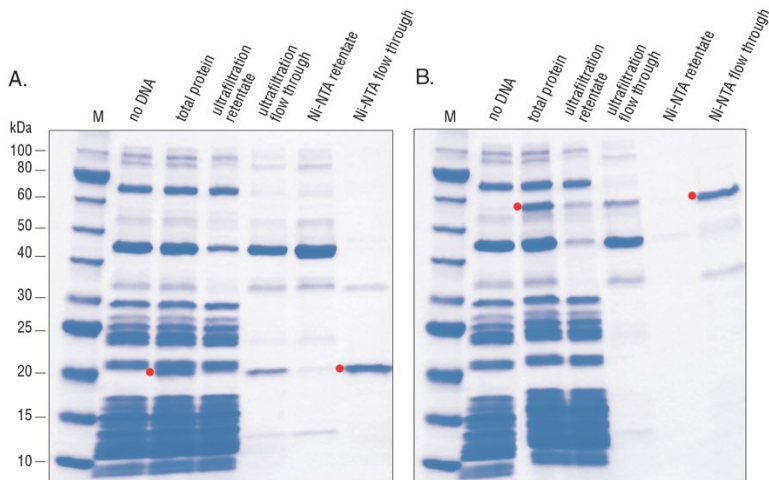 A.
M
no DNA
total protein
ultrafiltration
retentate
ultrafiltration
flow through
Ni-NTA retentate
Ni-NTA flow through
kDa
100
80
60
50
40
30
25
20
15
10
B.
M
no DNA
total protein
ultrafiltration
retentate
ultrafiltration
flow through
Ni-NTA retentate
Ni-NTA flow through